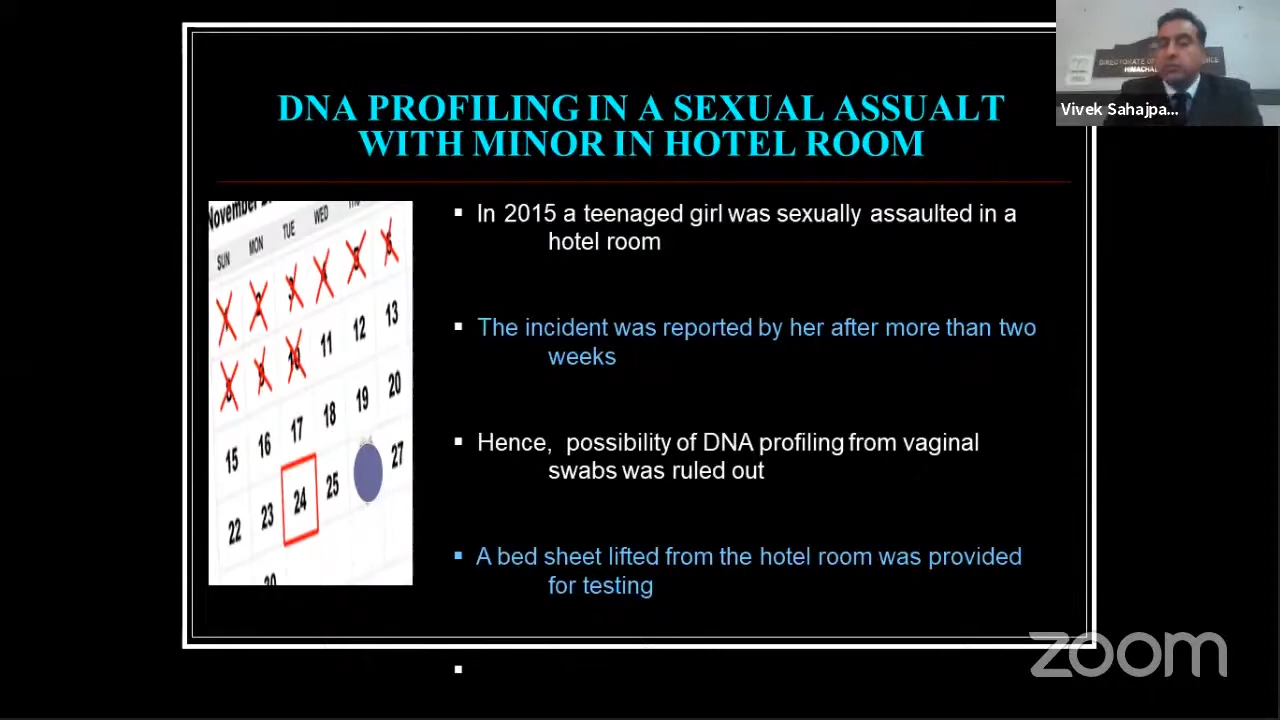 DNA PROFILING IN A SEXUAL ASSUALT
WITH MINOR IN HOTEL ROOM
In 2015 a teenaged girl was sexually assaulted in a
hotel room
The incident was reported by her after more than two
weeks
Hence, possibility of DNA profiling from vaginal
swabs was ruled out
A bed sheet lifted from the hotel room was provided
for testing
November
SUN MON TUE WED
11 12 13
15 16 17 18 19 20
22 23 24 25 27
Vivek Sahajpa...
DIRECTORATE OF
zoom